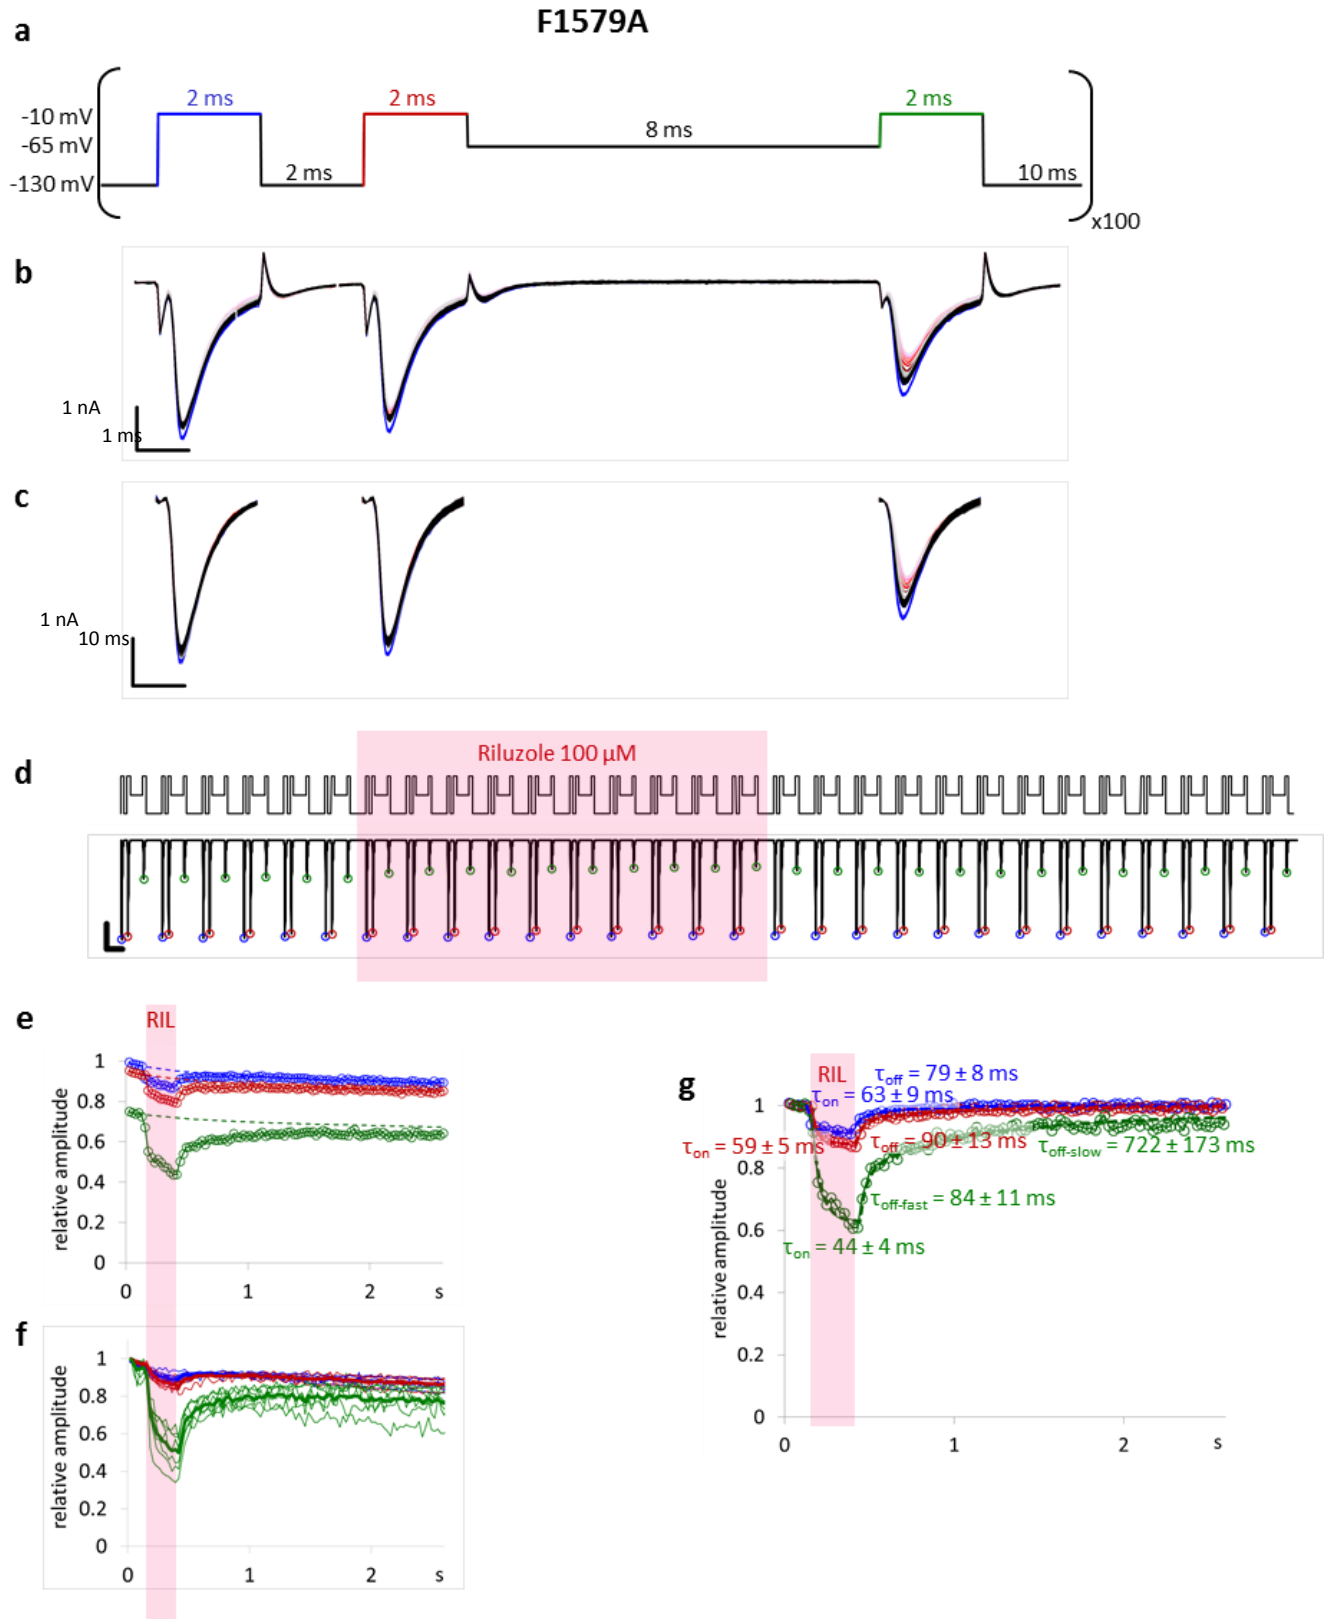 F1579A
a
2 ms
2 ms
2 ms
-10 mV
-65 mV
8 ms
-130 mV
2 ms
10 ms
x100
b
1 nA
1 ms
c
1 nA
10 ms
d
Riluzole 100 μM
e
RIL
1
0.8
0.6
0.4
0.2
0
relative amplitude
0
1
2
s
f
1
0.8
0.6
0.4
0.2
0
relative amplitude
0
1
2
s
g
RIL
τoff = 79 ± 8 ms
τon = 63 ± 9 ms
τon = 59 ± 5 ms
τoff = 90 ± 13 ms
τoff-slow = 722 ± 173 ms
τoff-fast = 84 ± 11 ms
τon = 44 ± 4 ms
1
0.8
0.6
0.4
0.2
0
relative amplitude
0
1
2
s